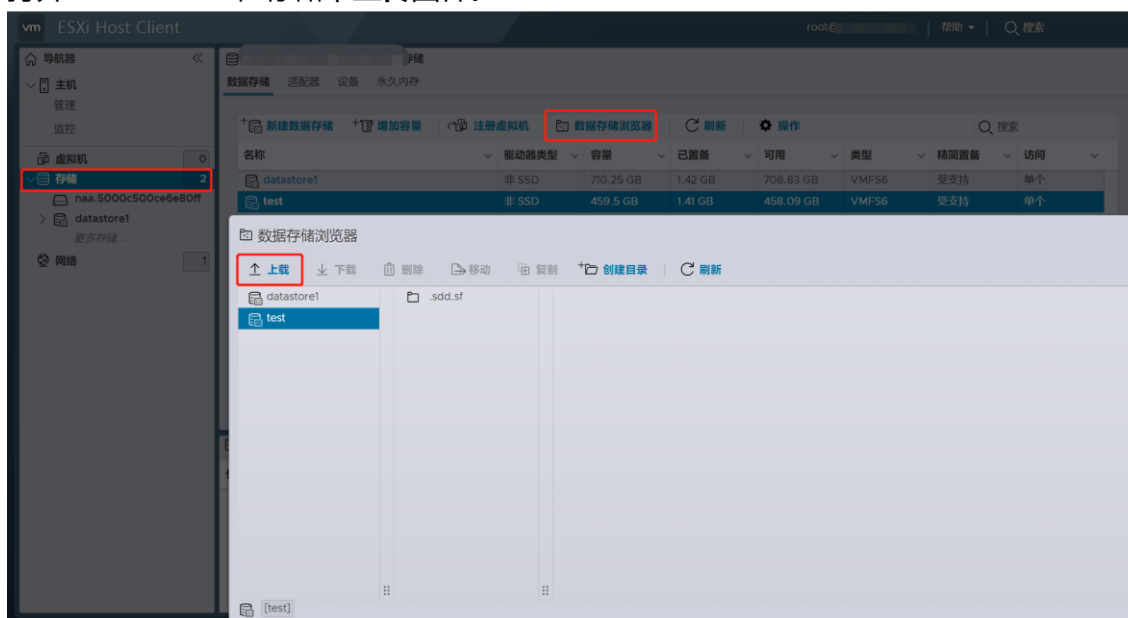 vm ESXi Host Client root@ 帮助 搜索
导航器
存储
主机
管理
监控
虚拟机 0
存储 2
naa.5000c500ce6e80ff
datastore1
更多存储...
网络 1
数据存储 适配器 设备 永久内存
新建数据存储 增加容量 注册虚拟机 数据存储浏览器 刷新 操作 搜索
名称 驱动器类型 容量 已置备 可用 类型 精简置备 访问
datastore1 非 SSD 710.25 GB 1.42 GB 708.83 GB VMFS6 受支持 单个
test 非 SSD 459.5 GB 1.41 GB 458.09 GB VMFS6 受支持 单个
数据存储浏览器
上载 下载 删除 移动 复制 创建目录 刷新
datastore1 .sdd.sf
test
[test]